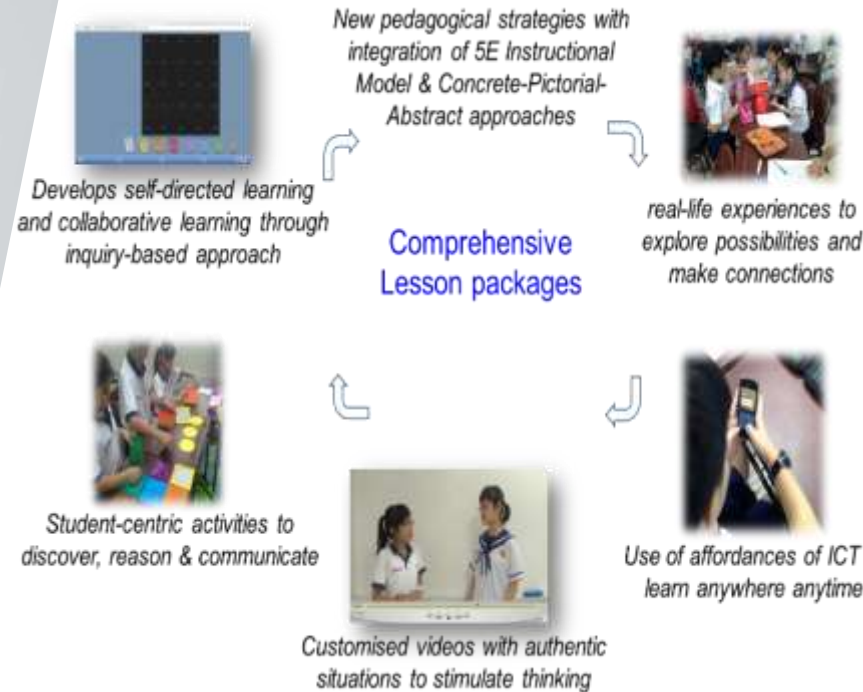 New pedagogical strategies with
integration of 5E Instructional
Model & Concrete-Pictorial-
Abstract approaches
real-life experiences to
explore possibilities and
make connections
Use of affordances of ICT
learn anywhere anytime
Customised videos with authentic
situations to stimulate thinking
Student-centric activities to
discover, reason & communicate
Develops self-directed learning
and collaborative learning through
inquiry-based approach
Comprehensive
Lesson packages